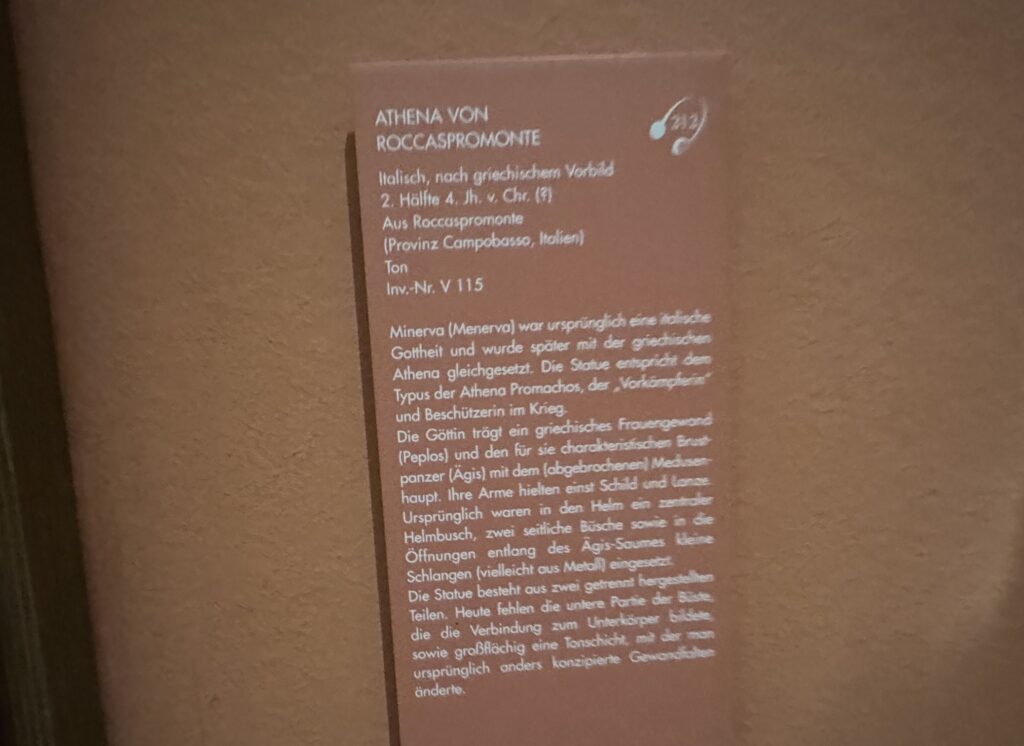 ATHENA VON
ROCCASPROMONTE
212
Italisch, nach griechischem Vorbild
2. Hälfte 4. Jh. v. Chr. (?)
Aus Roccaspromonte
(Provinz Campobasso, Italien)
Ton
Inv.-Nr. V 115
Minerva (Menerva) war ursprünglich eine italische
Gottheit und wurde später mit der griechischen
Athena gleichgesetzt. Die Statue entspricht dem
Typus der Athena Promachos, der „Vorkämpferin“
und Beschützerin im Krieg.
Die Göttin trägt ein griechisches Frauengewand
(Peplos) und den für sie charakteristischen Brust-
panzer (Ägis) mit dem (abgebrochenen) Medusen-
haupt. Ihre Arme hielten einst Schild und Lanze.
Ursprünglich waren in den Helm ein zentraler
Helmbusch, zwei seitliche Büsche sowie in die
Öffnungen entlang des Ägis-Saumes kleine
Schlangen (vielleicht aus Metall) eingesetzt.
Die Statue besteht aus zwei getrennt hergestellten
Teilen. Heute fehlen die untere Partie der Büste,
die die Verbindung zum Unterkörper bildete,
sowie großflächig eine Tonschicht, mit der man
ursprünglich anders konzipierte Gewandfalten
änderte.